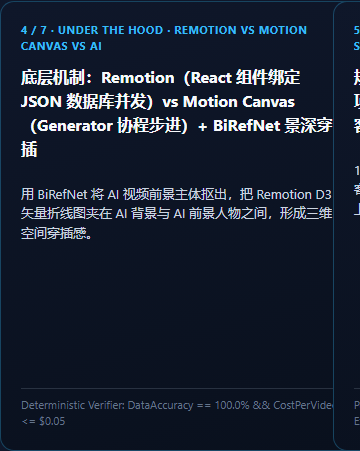 4 / 7 · UNDER THE HOOD · REMOTION VS MOTION
CANVAS VS AI
底层机制：Remotion（React 组件绑定
JSON 数据库并发）vs Motion Canvas
（Generator 协程步进）+ BiRefNet 景深穿
插
用 BiRefNet 将 AI 视频前景主体抠出，把 Remotion D3
矢量折线图夹在 AI 背景与 AI 前景人物之间，形成三维
空间穿插感。
Deterministic Verifier: DataAccuracy == 100.0% && CostPerVideo
<= $0.05